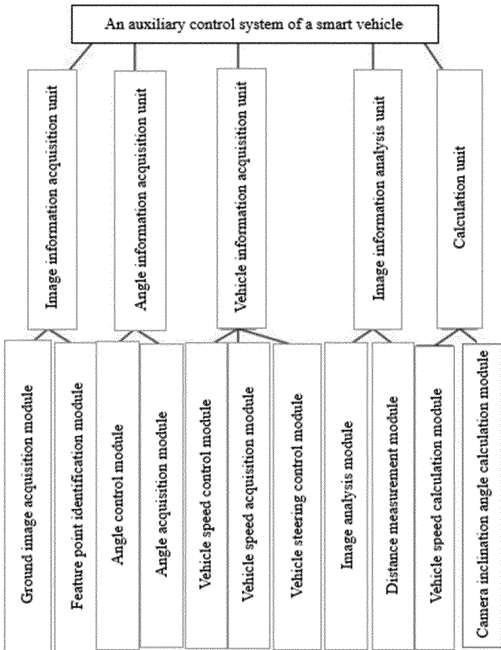 An auxiliary control system of a smart vehicle
Image information acquisition unit
Angle information acquisition unit
Vehicle information acquisition unit
Image information analysis unit
Calculation unit
Ground image acquisition module
Feature point identification module
Angle control module
Angle acquisition module
Vehicle speed control module
Vehicle speed acquisition module
Vehicle steering control module
Image analysis module
Distance measurement module
Vehicle speed calculation module
Camera inclination angle calculation module